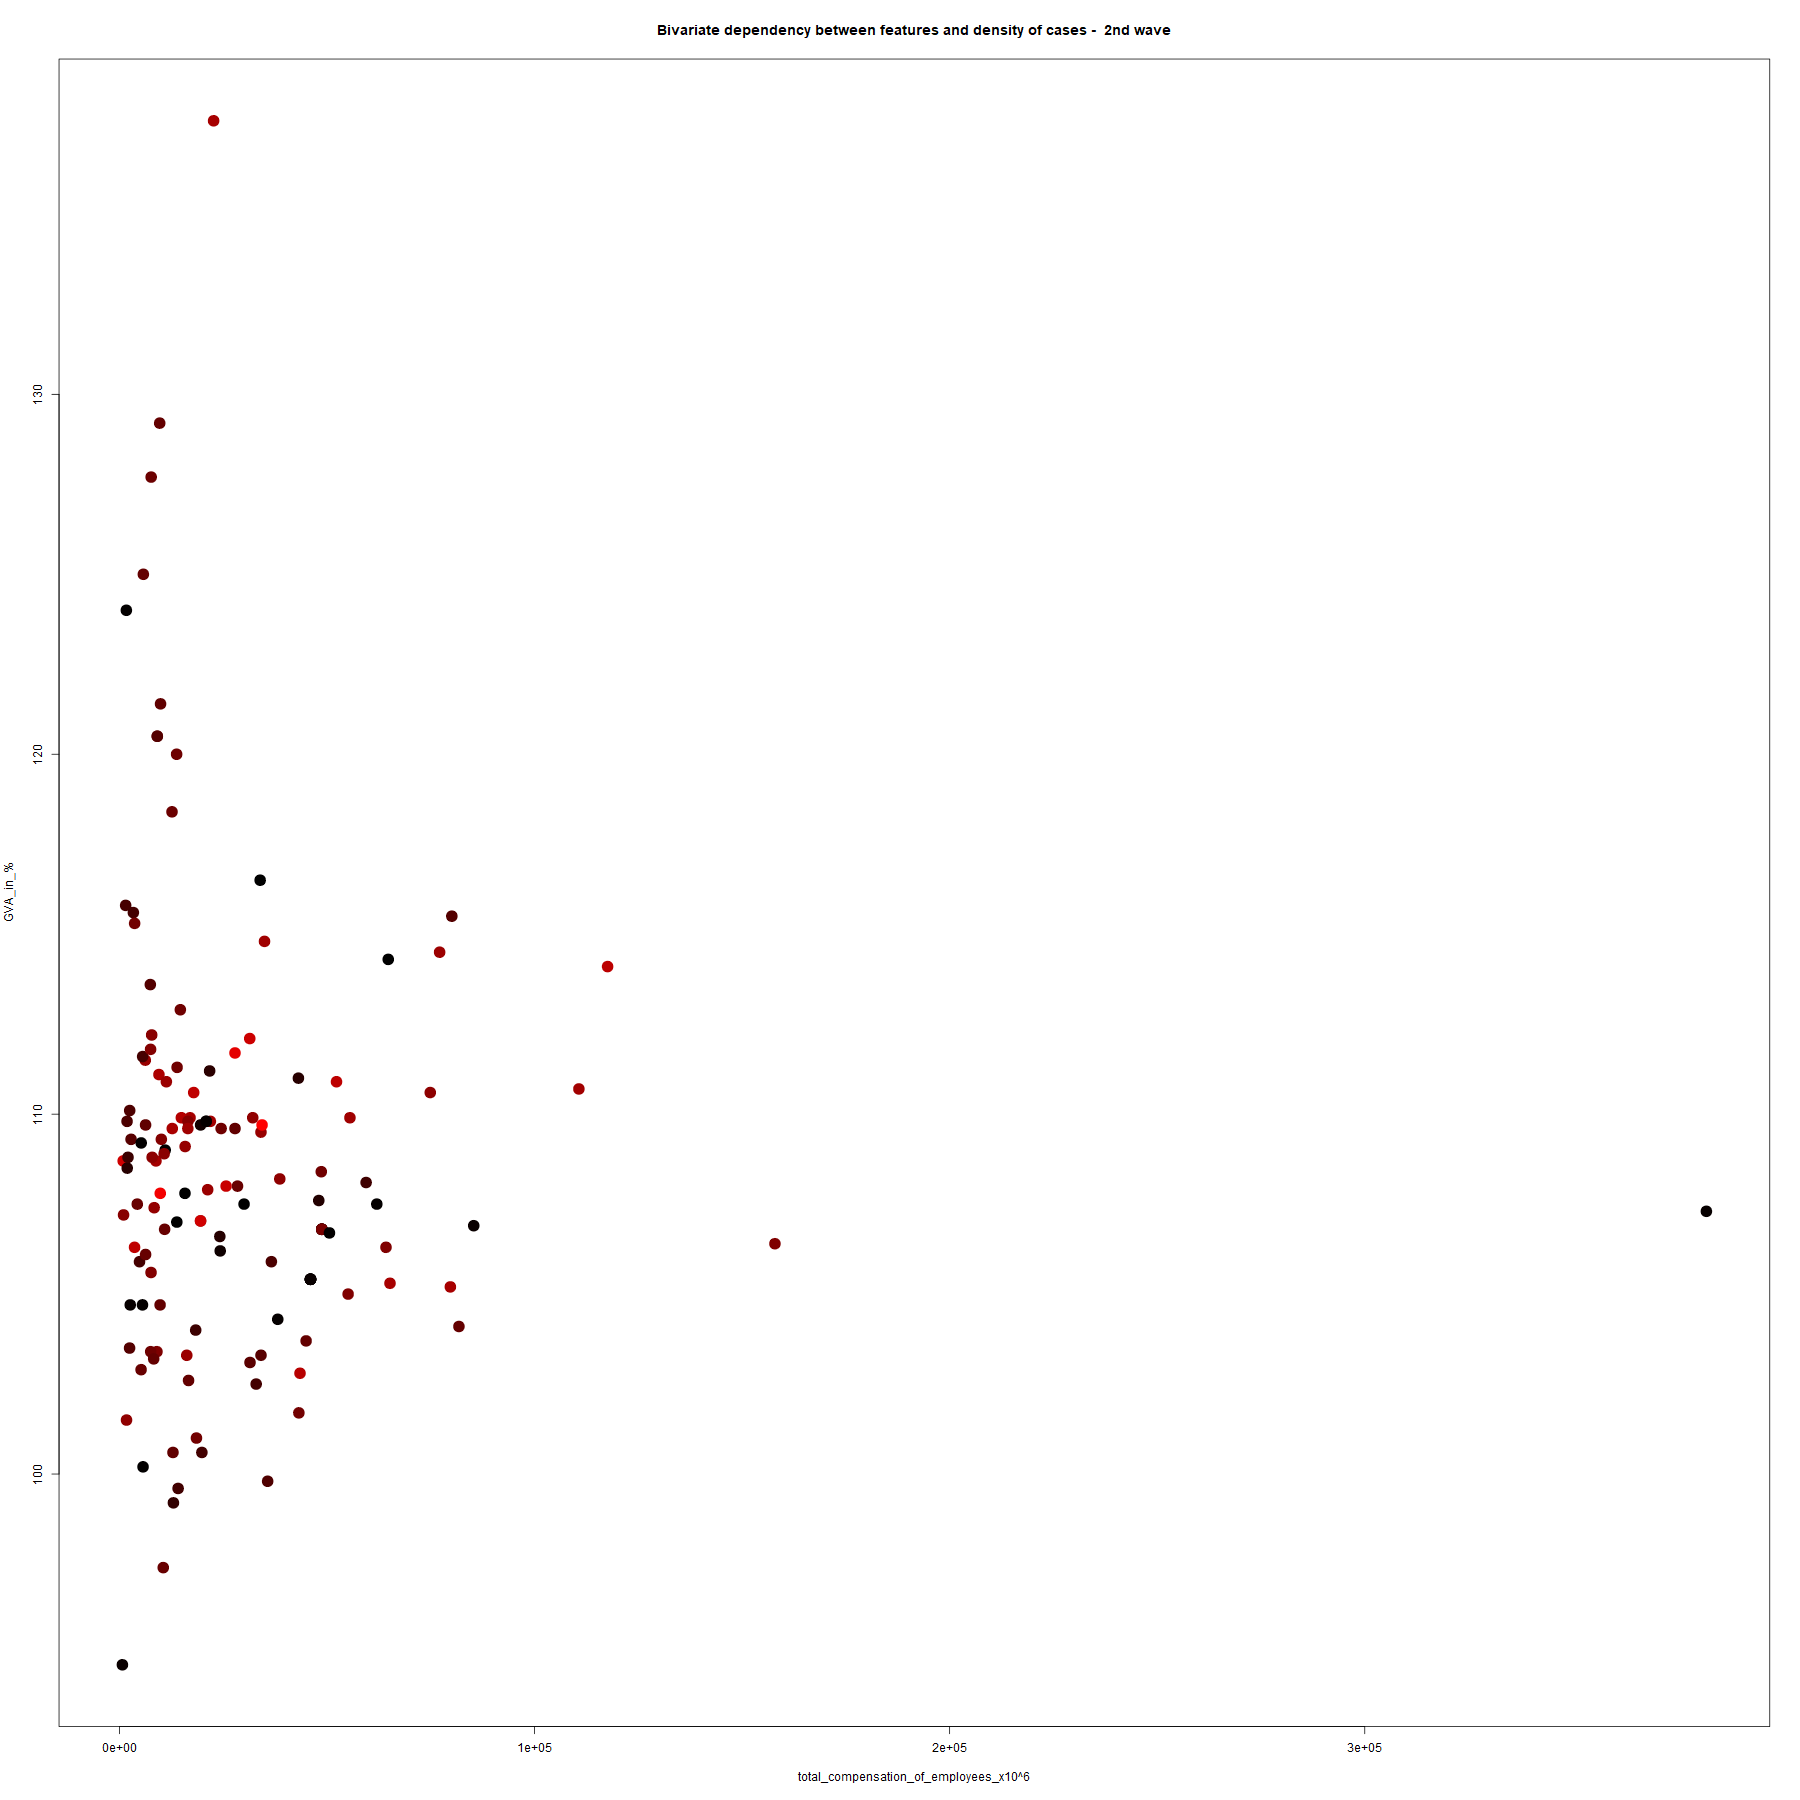 Bivariate dependency between features and density of cases -  2nd wave
GVA_in_%
130
120
110
100
0e+00
1e+05
2e+05
3e+05
total_compensation_of_employees_x10^6